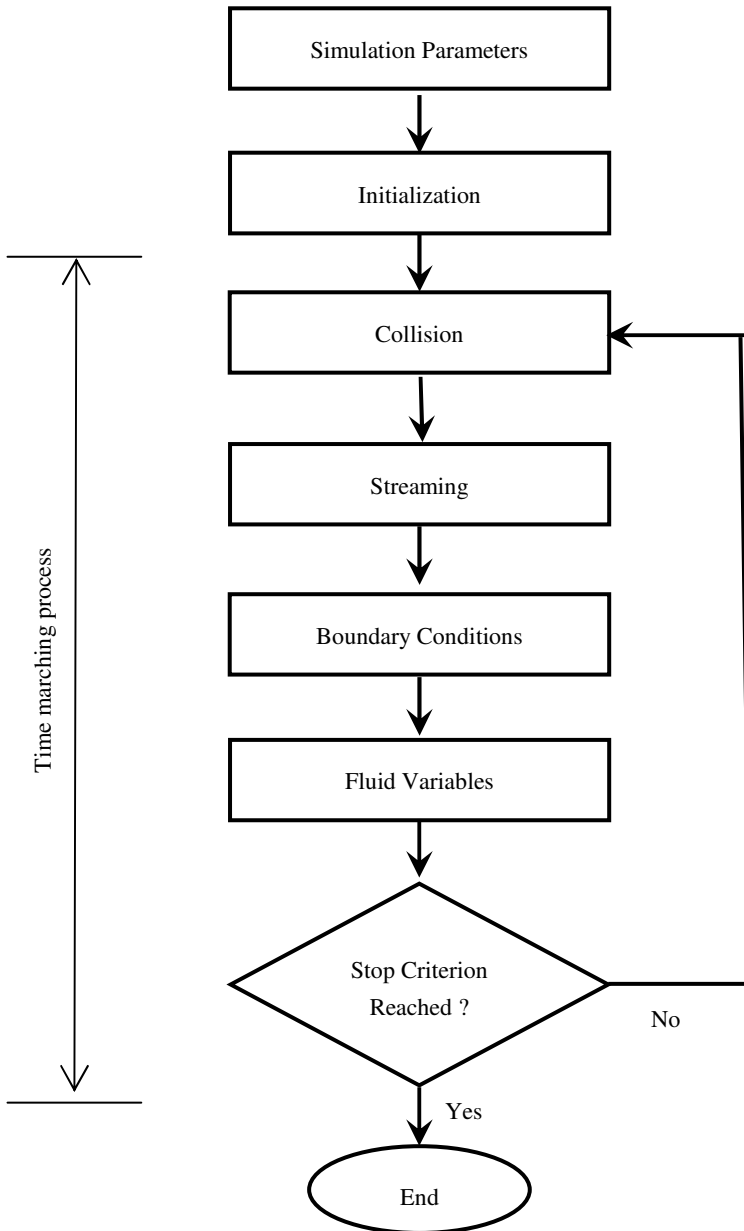 Simulation Parameters
Initialization
Collision
Streaming
Boundary Conditions
Time marching process
Fluid Variables
Stop Criterion
Reached ?
No
Yes
End